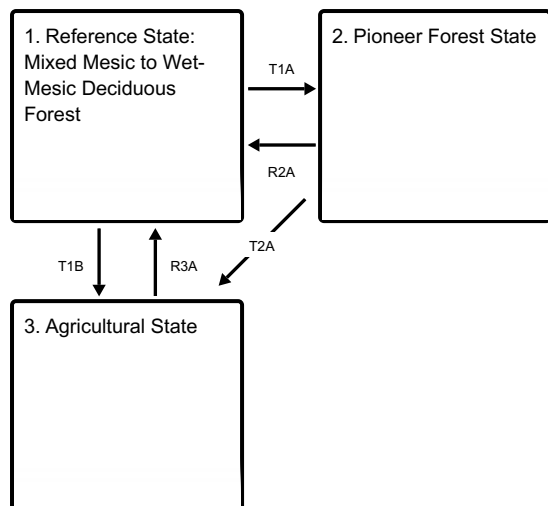 1. Reference State:
Mixed Mesic to Wet-
Mesic Deciduous
Forest
T1A
2. Pioneer Forest State
R2A
T2A
T1B
R3A
3. Agricultural State